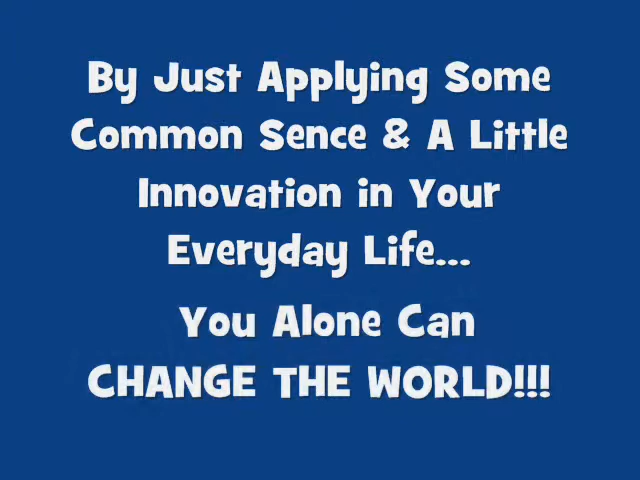 By Just Applying Some
Common Sence & A Little
Innovation in Your
Everyday Life...
You Alone Can
CHANGE THE WORLD!!!